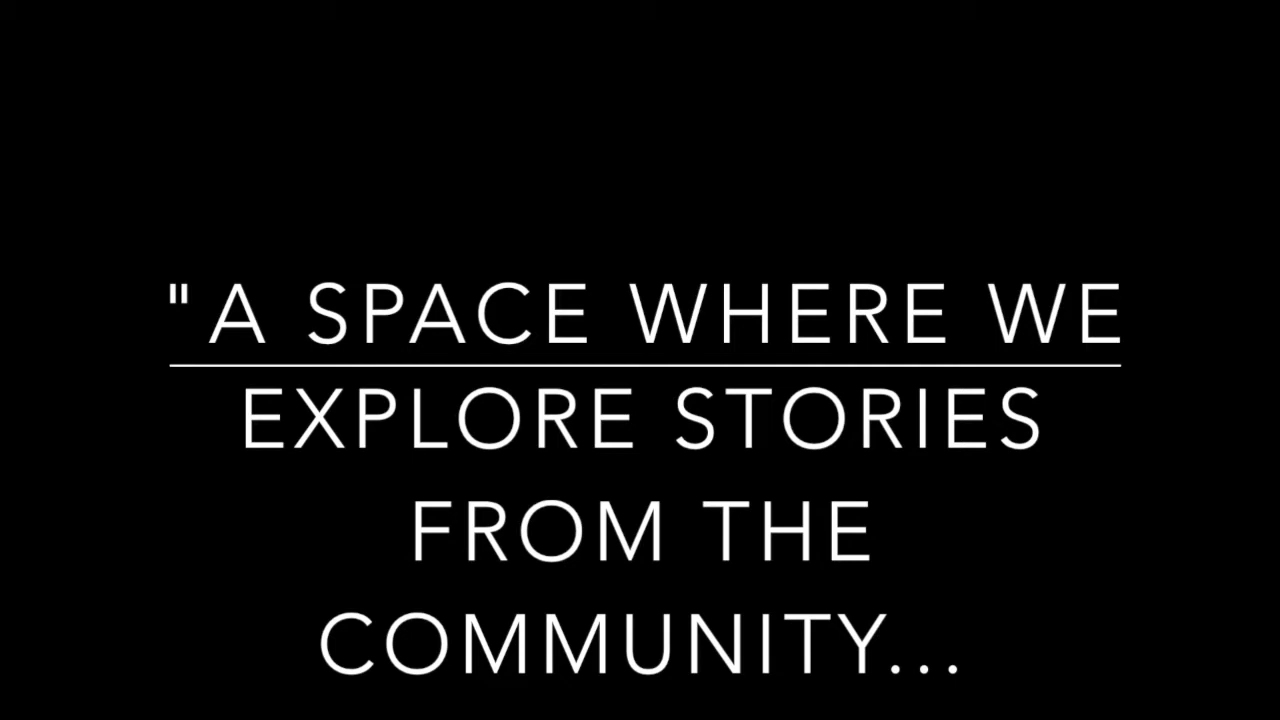 "A SPACE WHERE WE
EXPLORE STORIES
FROM THE
COMMUNITY...